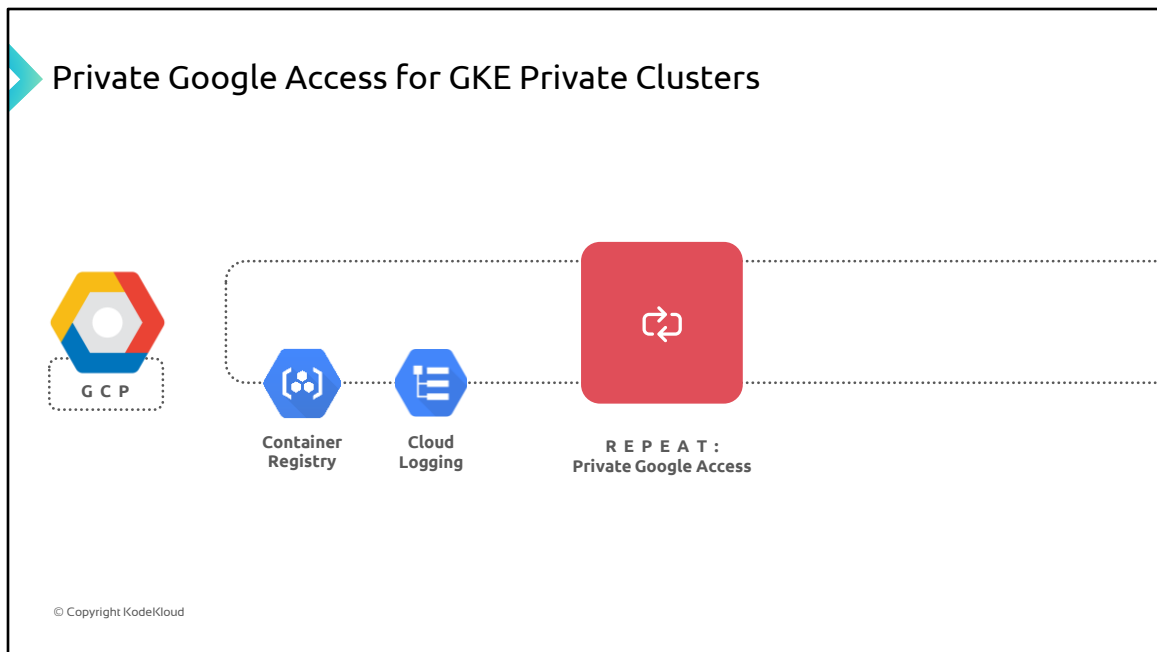 Private Google Access for GKE Private Clusters
G C P
Container
Registry
Cloud
Logging
R E P E A T :
Private Google Access
© Copyright KodeKloud